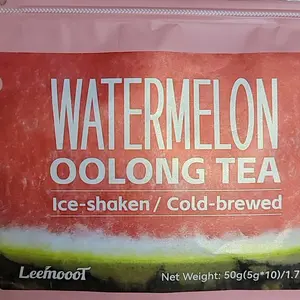 WATERMELON
OOLONG TEA
Ice-shaken / Cold-brewed
Leefnooot
Net Weight: 50g(5g*10)/1.7